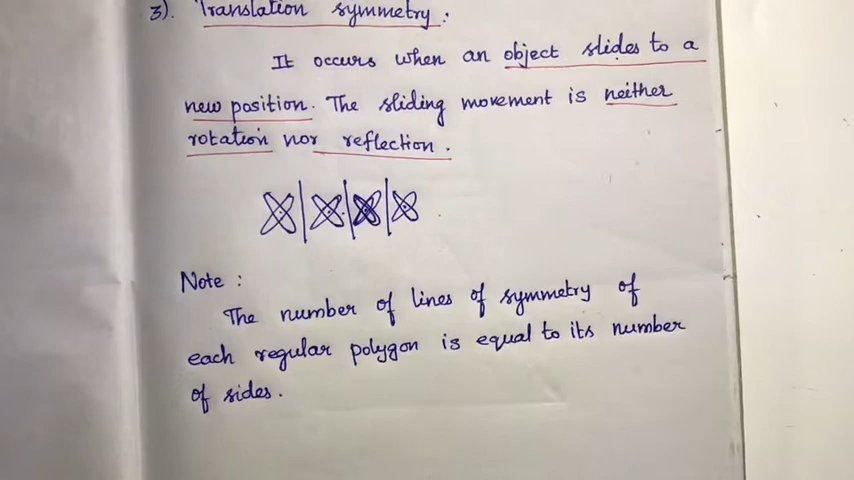 3). Translation symmetry :
It occurs when an object slides to a
new position. The sliding movement is neither
rotation nor reflection.
Note :
The number of lines of symmetry of
each regular polygon is equal to its number
of sides.